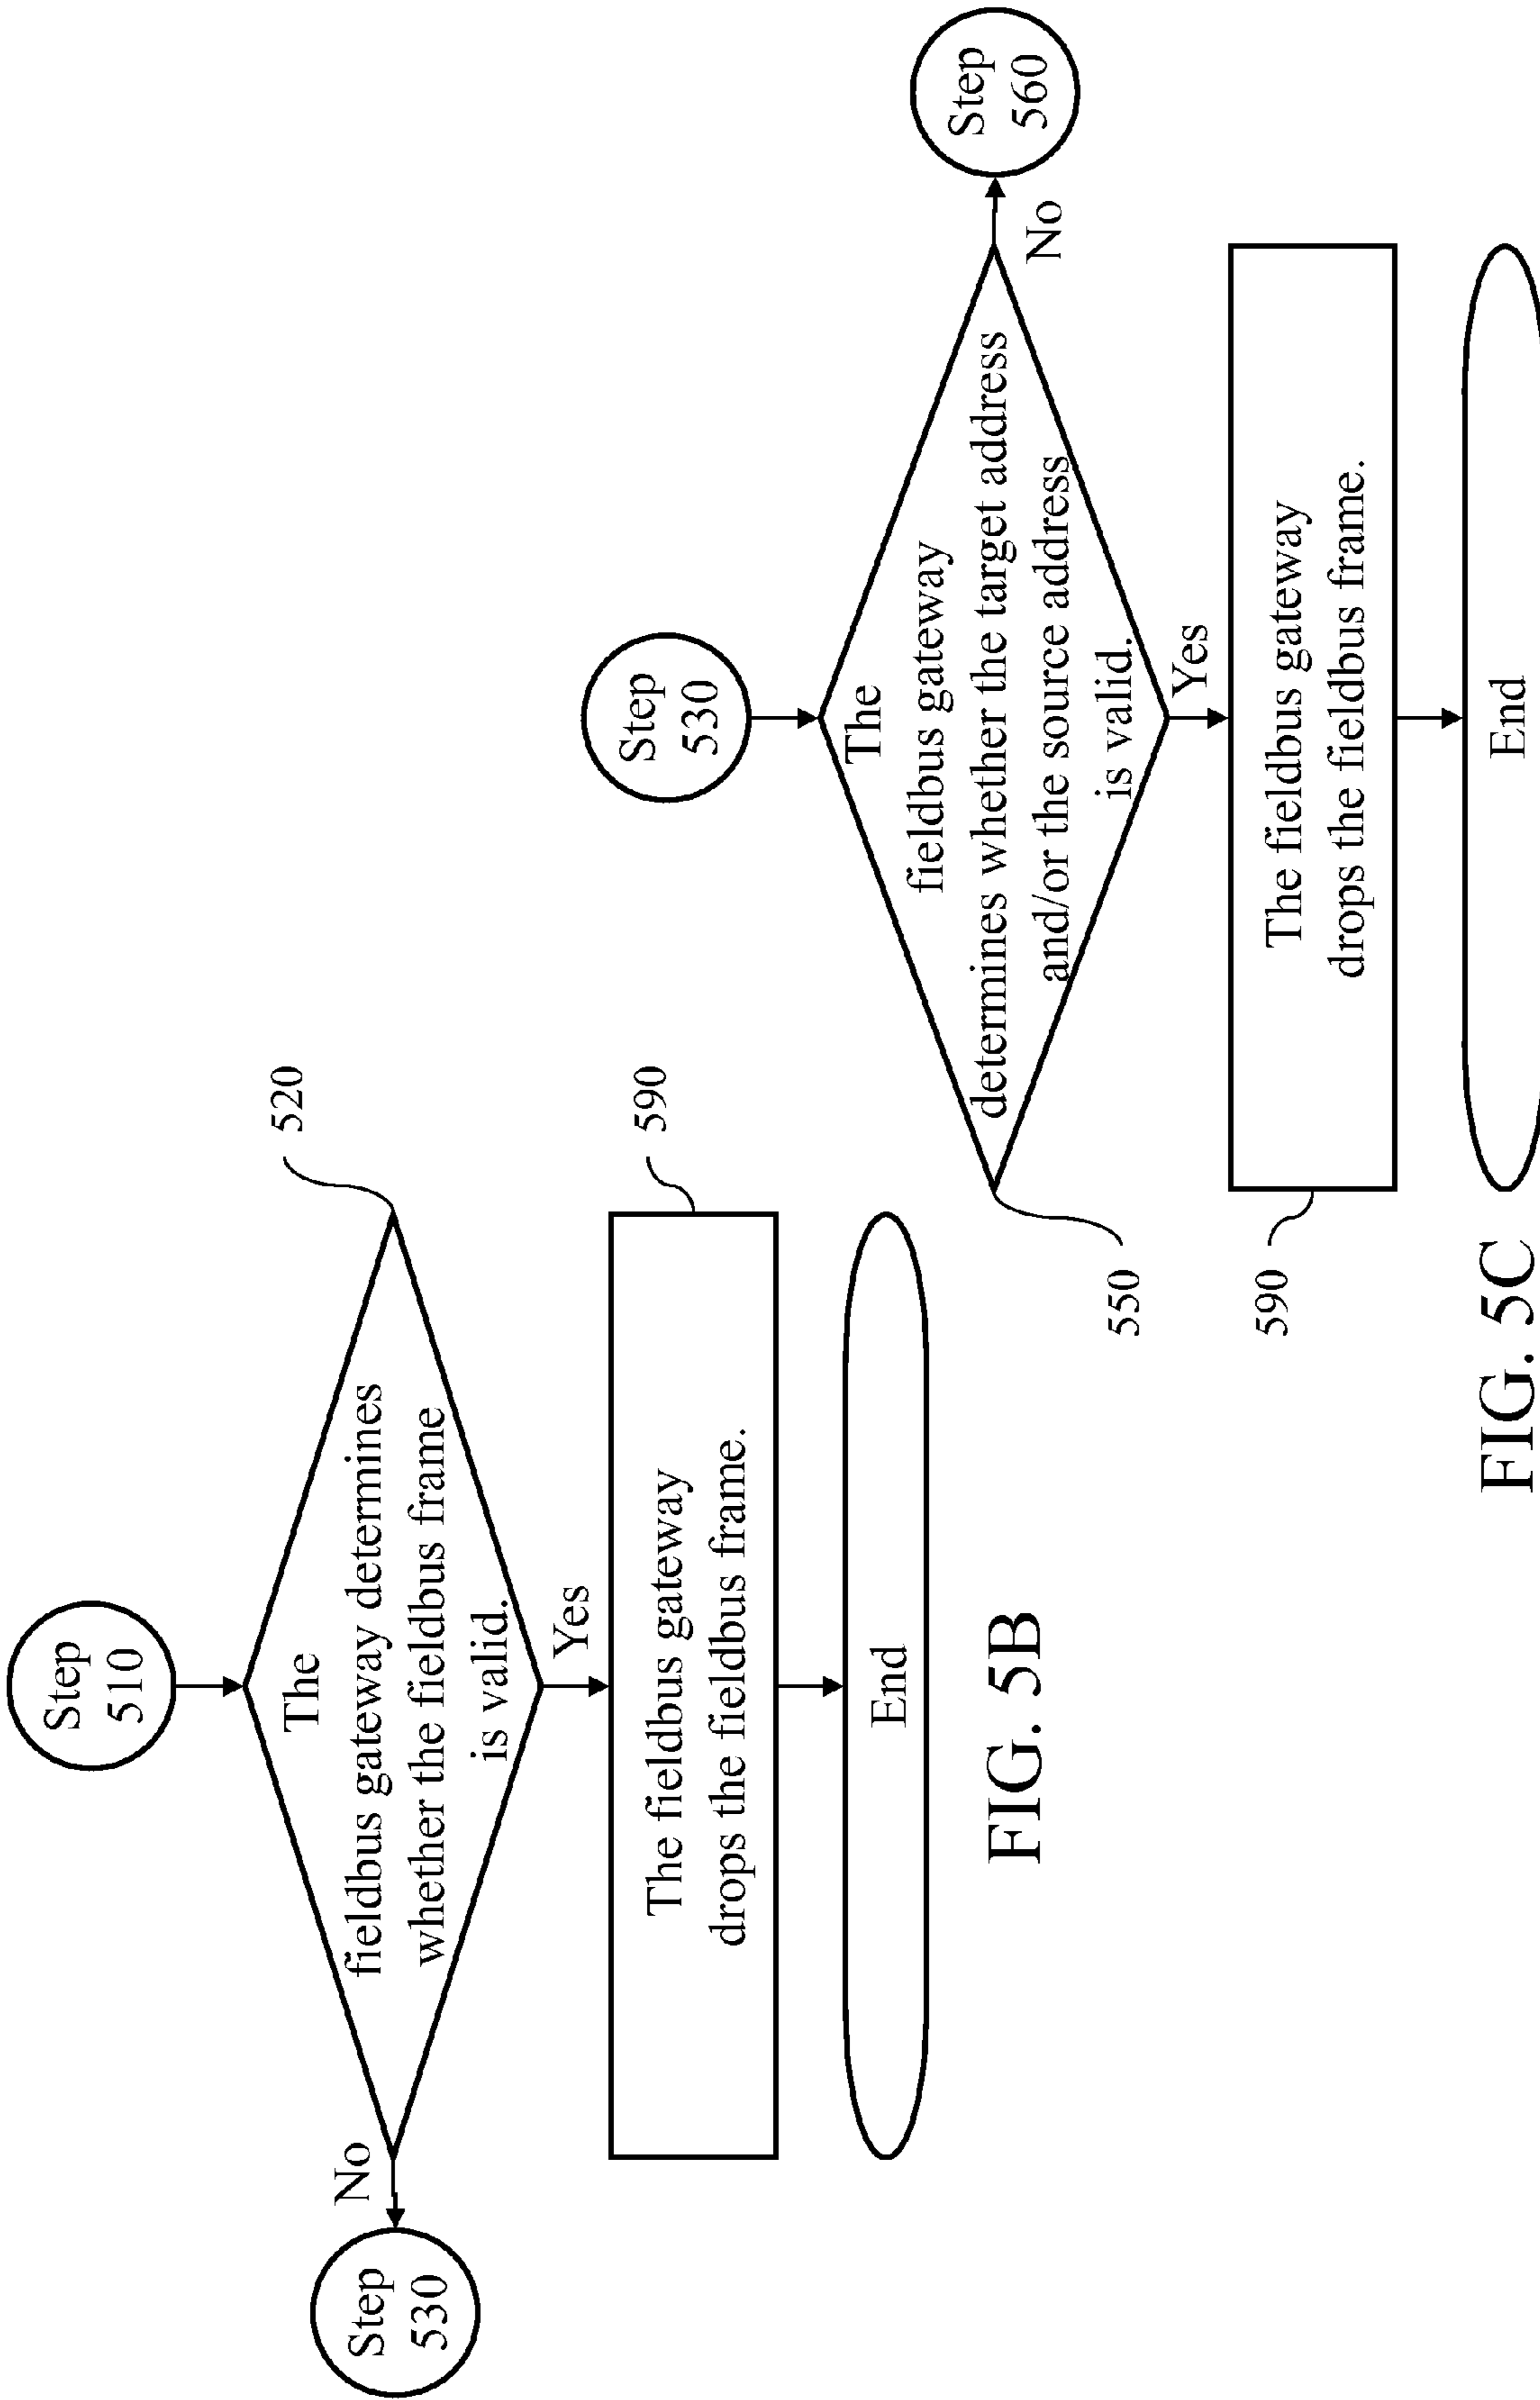 Step
510
The
fieldbus gateway determines
whether the fieldbus frame
is valid.
520
No
Step
530
Yes
The fieldbus gateway
drops the fieldbus frame.
590
End
FIG. 5B
Step
530
The
fieldbus gateway
determines whether the target address
and/or the source address
is valid.
550
No
Step
560
Yes
The fieldbus gateway
drops the fieldbus frame.
590
End
FIG. 5C